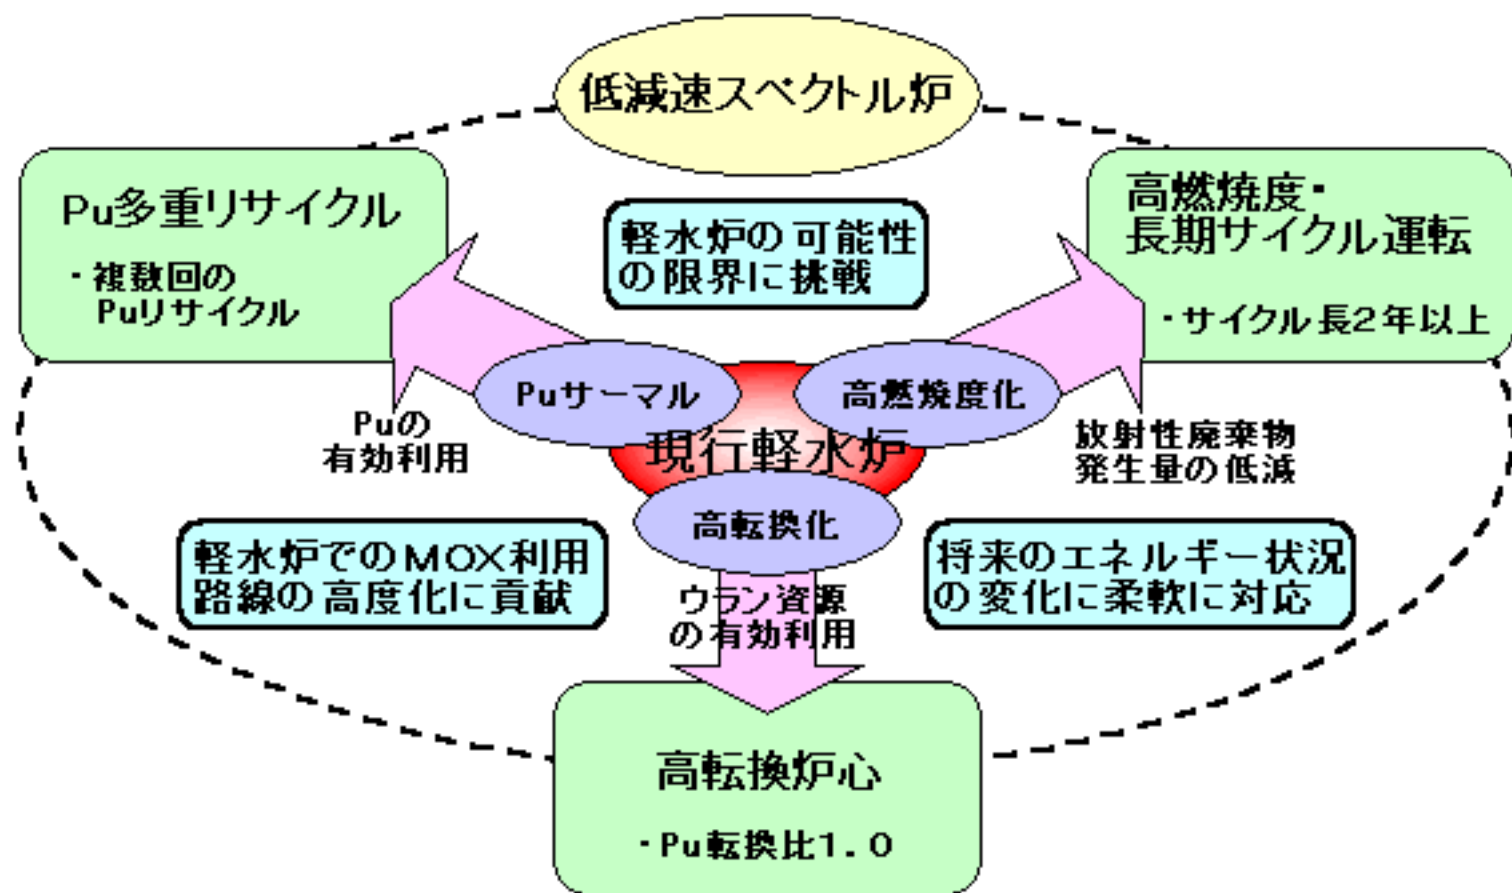 低減速スペクトル炉
Pu多重リサイクル
・複数回の
Puリサイクル
軽水炉の可能性
の限界に挑戦
高燃焼度・
長期サイクル運転
・サイクル長2年以上
Puサーマル
高燃焼度化
現行軽水炉
高転換化
Puの
有効利用
放射性廃棄物
発生量の低減
軽水炉でのMOX利用
路線の高度化に貢献
ウラン資源
の有効利用
将来のエネルギー状況
の変化に柔軟に対応
高転換炉心
・Pu転換比1.0